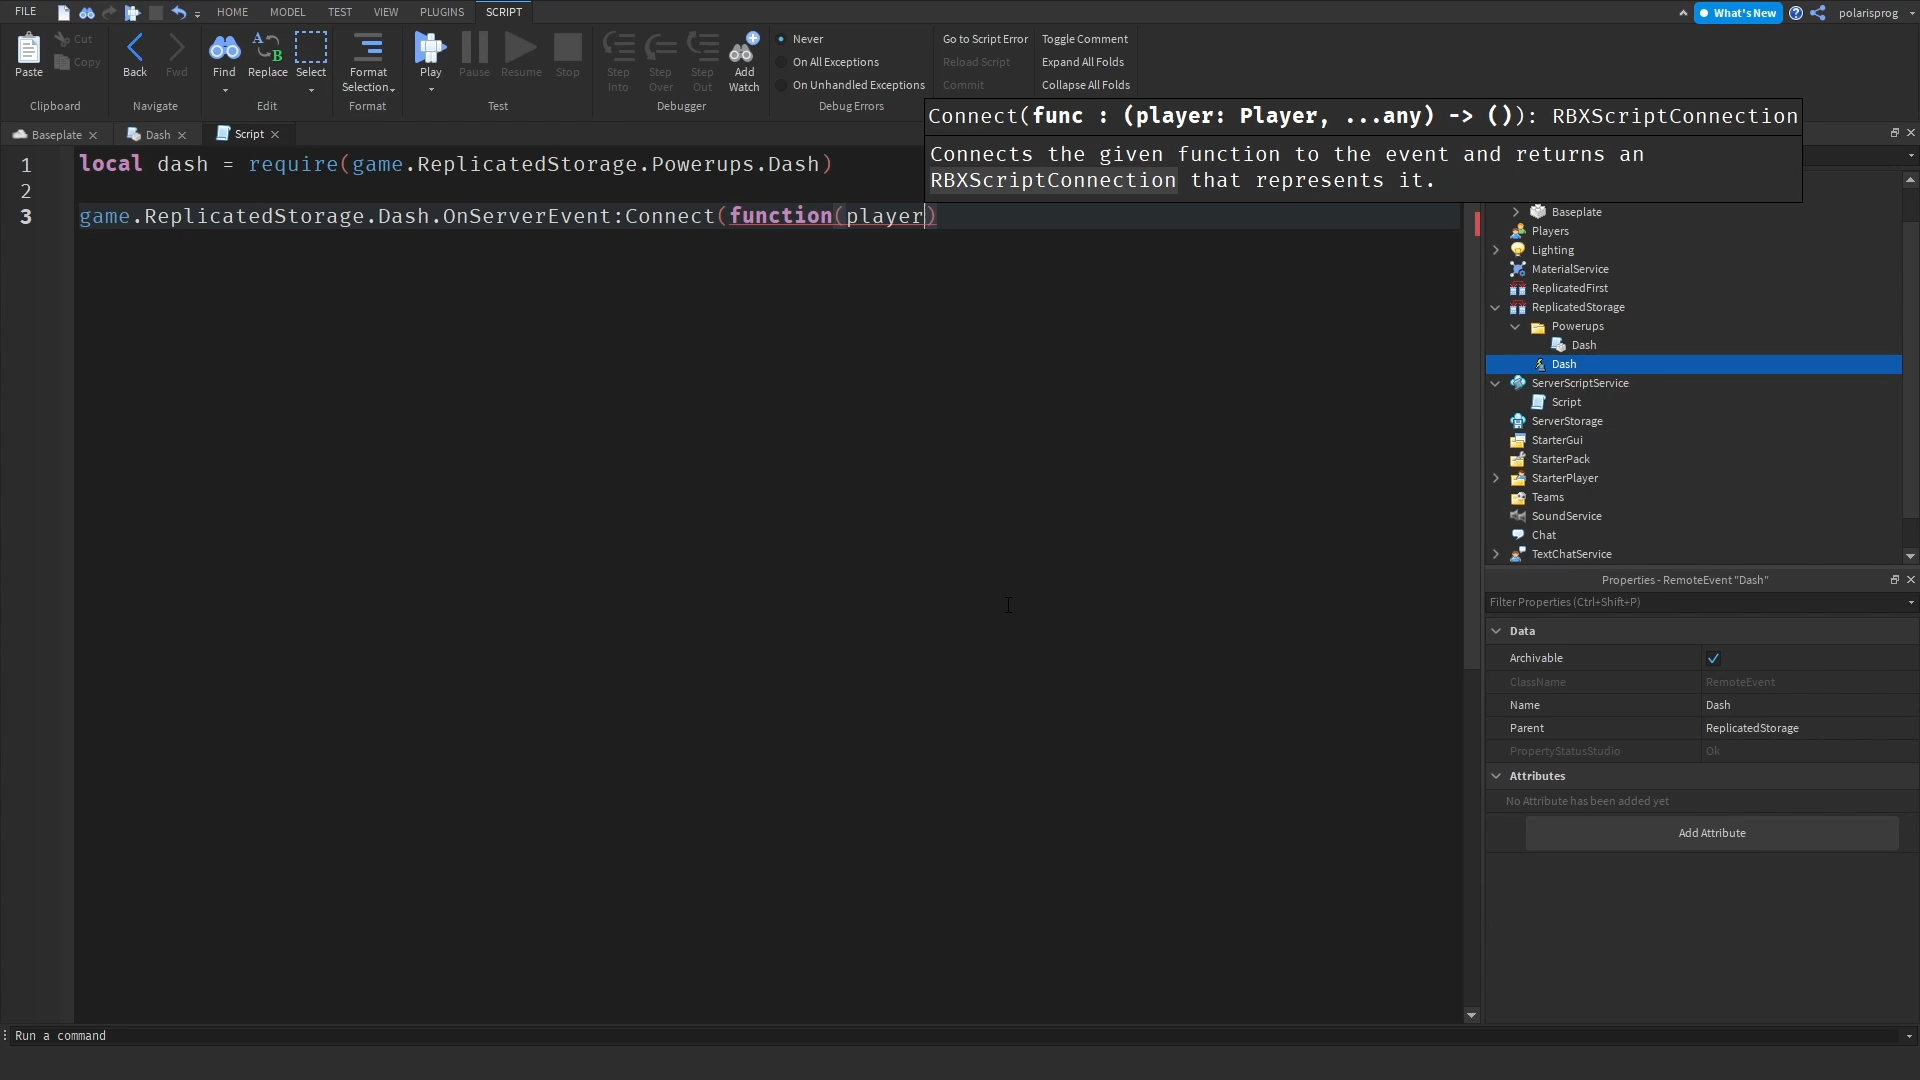 FILE HOME MODEL TEST VIEW PLUGINS SCRIPT What's New polarisprog
Paste Cut Copy Clipboard
Back Fwd Navigate
Find Replace Select Edit
Format Selection Format
Play Pause Resume Stop Test
Step Into Step Over Step Out Add Watch Debugger
Never
On All Exceptions
On Unhandled Exceptions
Debug Errors
Go to Script Error Toggle Comment
Reload Script Expand All Folds
Commit Collapse All Folds
Connect(func : (player: Player, ...any) -> ()): RBXScriptConnection
Connects the given function to the event and returns an
RBXScriptConnection that represents it.
Baseplate Dash Script
1 local dash = require(game.ReplicatedStorage.Powerups.Dash)
2
3 game.ReplicatedStorage.Dash.OnServerEvent:Connect(function(player)
Baseplate
Players
Lighting
MaterialService
ReplicatedFirst
ReplicatedStorage
Powerups
Dash
Dash
ServerScriptService
Script
ServerStorage
StarterGui
StarterPack
StarterPlayer
Teams
SoundService
Chat
TextChatService
Properties - RemoteEvent "Dash"
Filter Properties (Ctrl+Shift+P)
Data
Archivable
ClassName RemoteEvent
Name Dash
Parent ReplicatedStorage
PropertyStatusStudio Ok
Attributes
No Attribute has been added yet
Add Attribute
Run a command